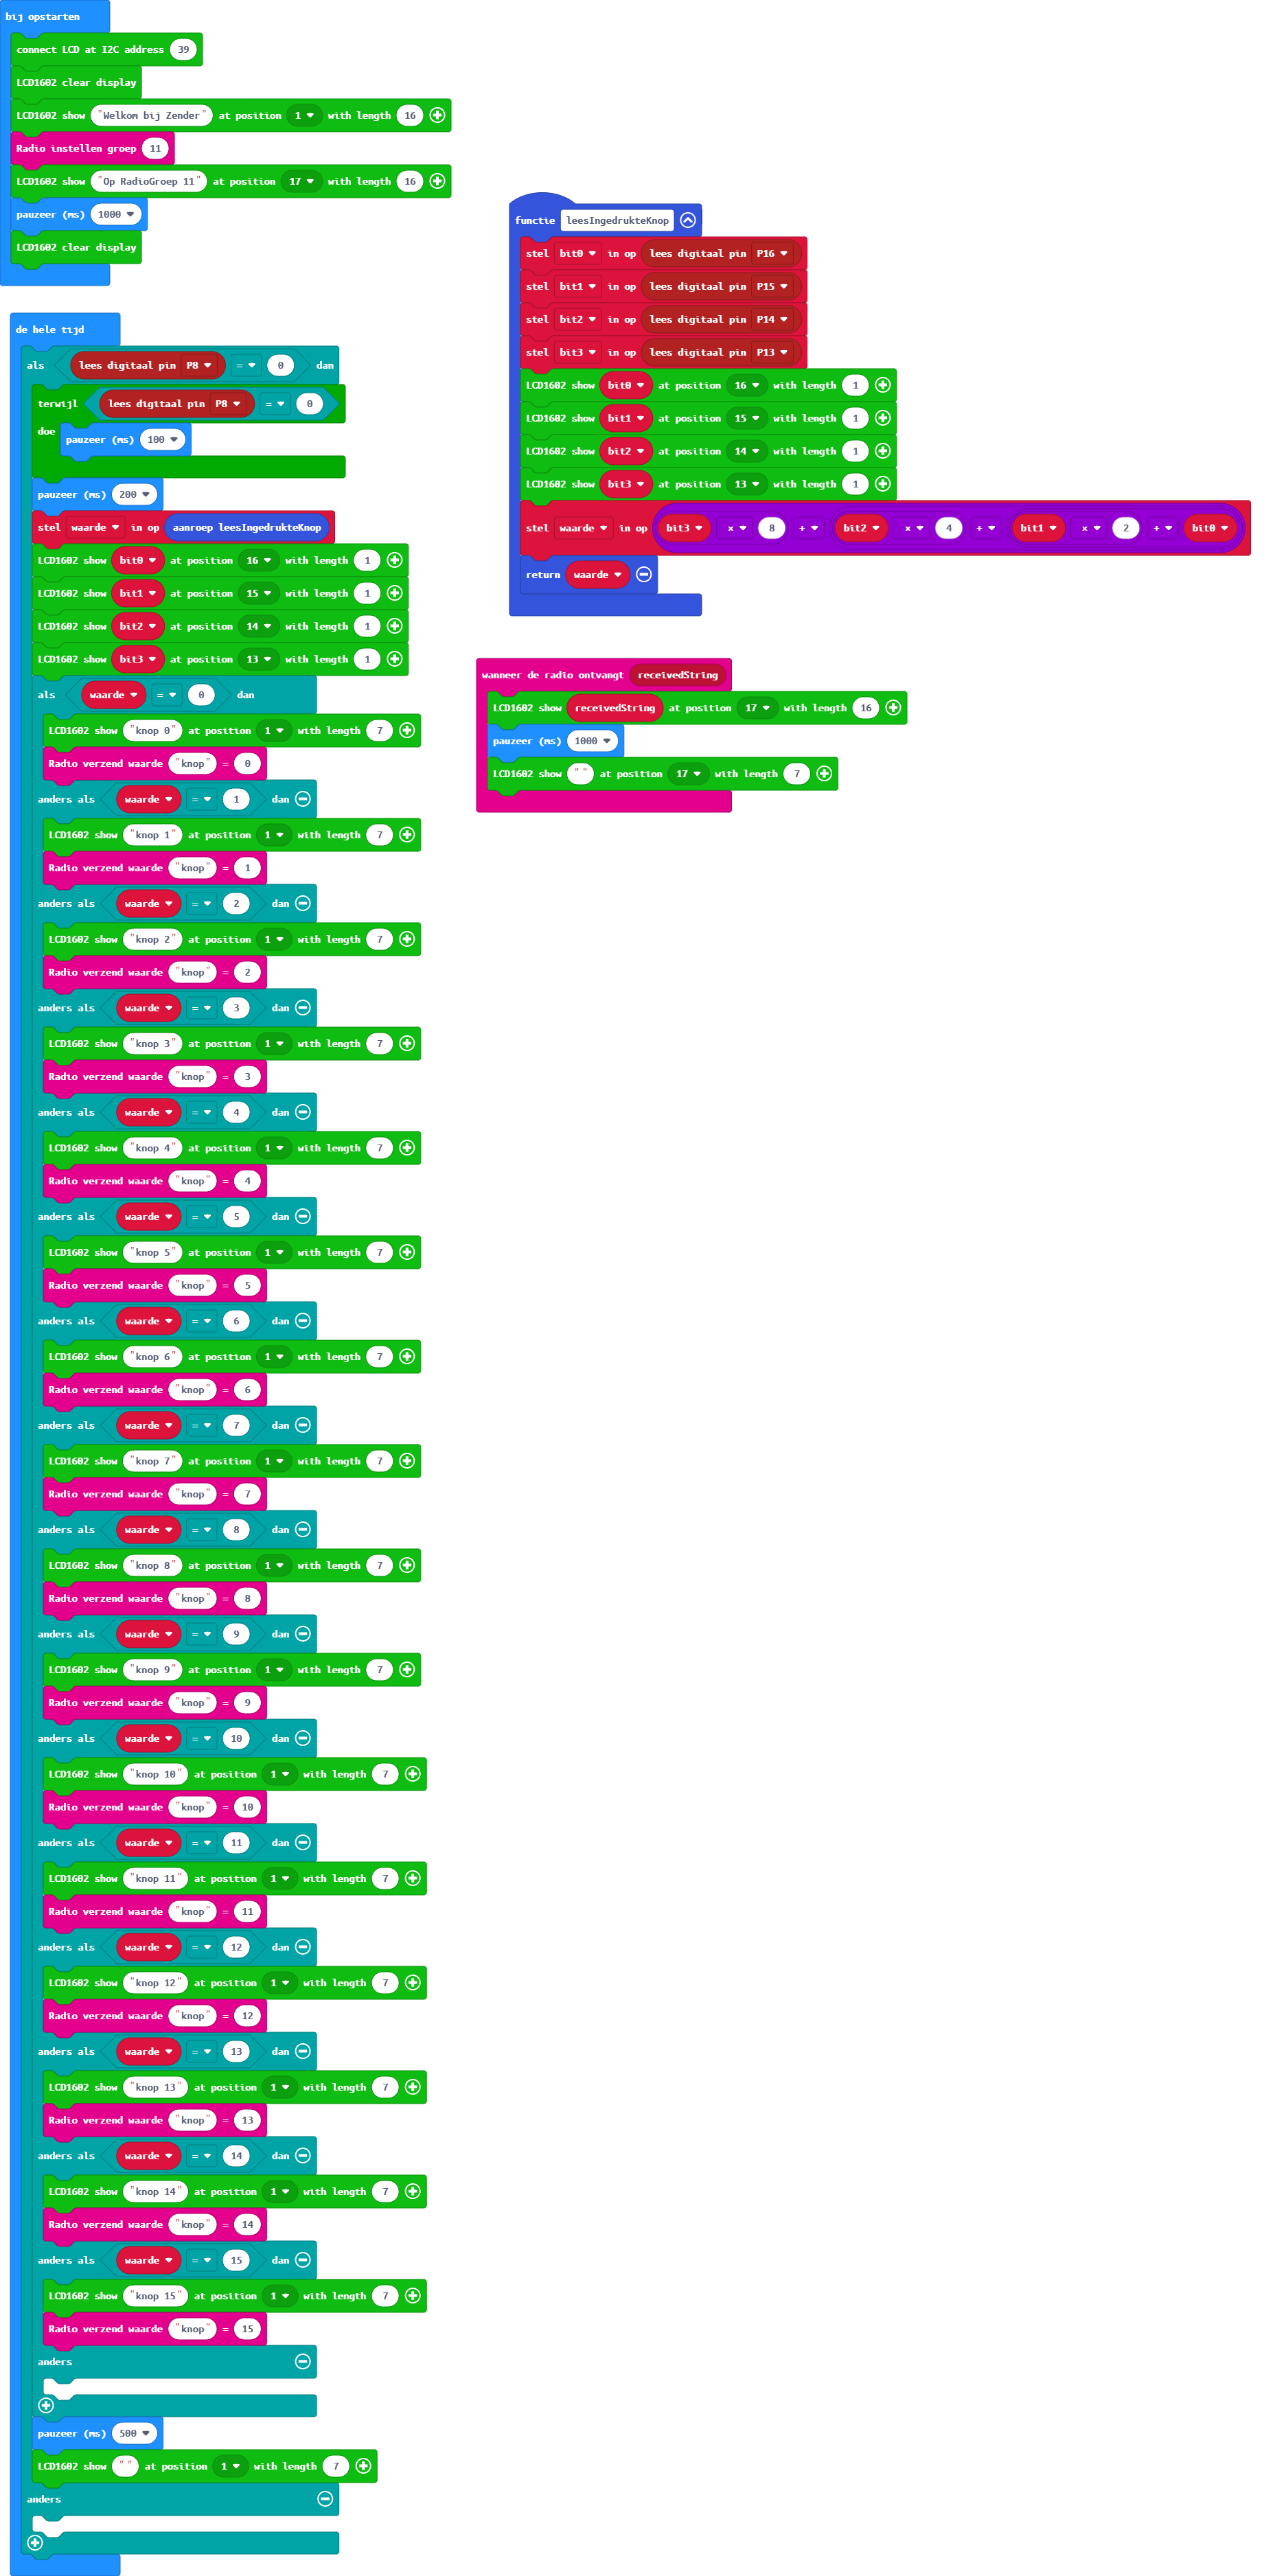 bij opstarten
connect LCD at I2C address 39
LCD1602 clear display
LCD1602 show "Welkom bij Zender" at position 1 with length 16
Radio instellen groep 11
LCD1602 show "Op RadioGroep 11" at position 17 with length 16
pauzeer (ms) 1000
LCD1602 clear display
functie leesIngedrukteKnop
stel bit0 in op lees digitaal pin P16
stel bit1 in op lees digitaal pin P15
stel bit2 in op lees digitaal pin P14
stel bit3 in op lees digitaal pin P13
LCD1602 show bit0 at position 16 with length 1
LCD1602 show bit1 at position 15 with length 1
LCD1602 show bit2 at position 14 with length 1
LCD1602 show bit3 at position 13 with length 1
stel waarde in op bit3 × 8 + bit2 × 4 + bit1 × 2 + bit0
return waarde
wanneer de radio ontvangt receivedString
LCD1602 show receivedString at position 17 with length 16
pauzeer (ms) 1000
LCD1602 show " " at position 17 with length 7
de hele tijd
als lees digitaal pin P8 = 0 dan
terwijl lees digitaal pin P8 = 0
doe pauzeer (ms) 100
pauzeer (ms) 200
stel waarde in op aanroep leesIngedrukteKnop
LCD1602 show bit0 at position 16 with length 1
LCD1602 show bit1 at position 15 with length 1
LCD1602 show bit2 at position 14 with length 1
LCD1602 show bit3 at position 13 with length 1
als waarde = 0 dan
LCD1602 show "knop 0" at position 1 with length 7
Radio verzend waarde "knop" = 0
anders als waarde = 1 dan
LCD1602 show "knop 1" at position 1 with length 7
Radio verzend waarde "knop" = 1
anders als waarde = 2 dan
LCD1602 show "knop 2" at position 1 with length 7
Radio verzend waarde "knop" = 2
anders als waarde = 3 dan
LCD1602 show "knop 3" at position 1 with length 7
Radio verzend waarde "knop" = 3
anders als waarde = 4 dan
LCD1602 show "knop 4" at position 1 with length 7
Radio verzend waarde "knop" = 4
anders als waarde = 5 dan
LCD1602 show "knop 5" at position 1 with length 7
Radio verzend waarde "knop" = 5
anders als waarde = 6 dan
LCD1602 show "knop 6" at position 1 with length 7
Radio verzend waarde "knop" = 6
anders als waarde = 7 dan
LCD1602 show "knop 7" at position 1 with length 7
Radio verzend waarde "knop" = 7
anders als waarde = 8 dan
LCD1602 show "knop 8" at position 1 with length 7
Radio verzend waarde "knop" = 8
anders als waarde = 9 dan
LCD1602 show "knop 9" at position 1 with length 7
Radio verzend waarde "knop" = 9
anders als waarde = 10 dan
LCD1602 show "knop 10" at position 1 with length 7
Radio verzend waarde "knop" = 10
anders als waarde = 11 dan
LCD1602 show "knop 11" at position 1 with length 7
Radio verzend waarde "knop" = 11
anders als waarde = 12 dan
LCD1602 show "knop 12" at position 1 with length 7
Radio verzend waarde "knop" = 12
anders als waarde = 13 dan
LCD1602 show "knop 13" at position 1 with length 7
Radio verzend waarde "knop" = 13
anders als waarde = 14 dan
LCD1602 show "knop 14" at position 1 with length 7
Radio verzend waarde "knop" = 14
anders als waarde = 15 dan
LCD1602 show "knop 15" at position 1 with length 7
Radio verzend waarde "knop" = 15
anders
pauzeer (ms) 500
LCD1602 show " " at position 1 with length 7
anders